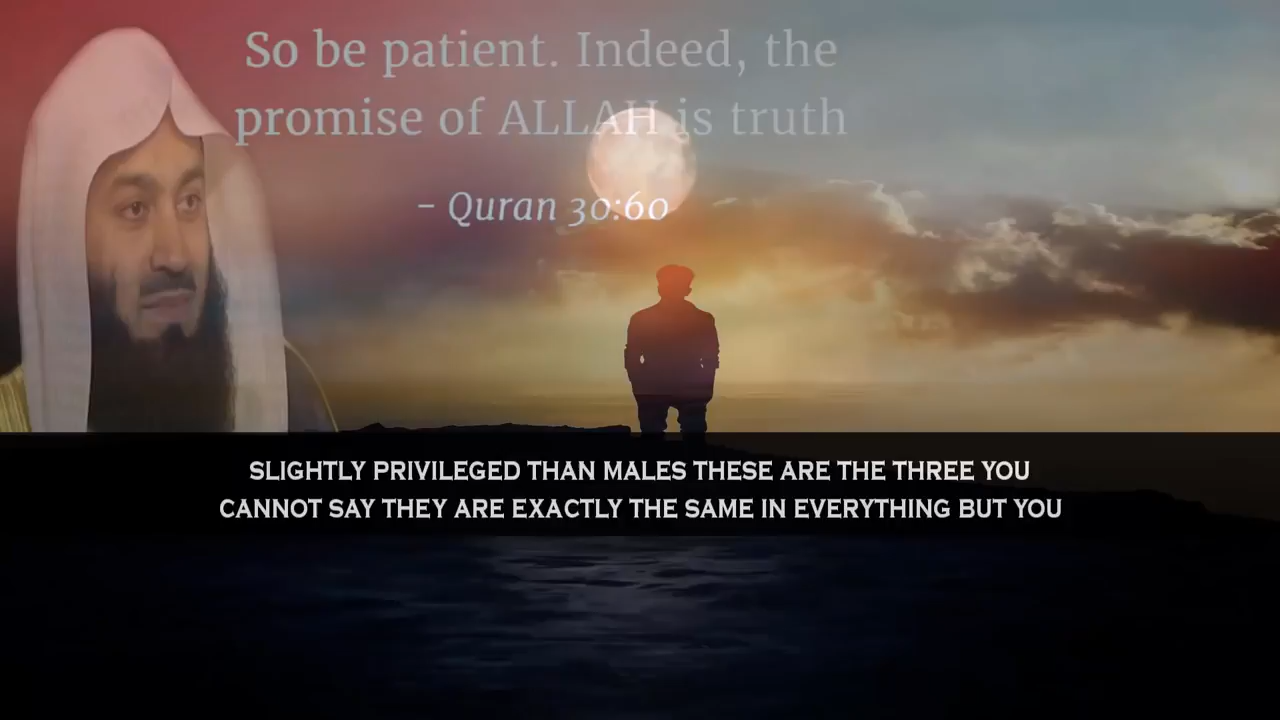 So be patient. Indeed, the
promise of ALLAH is truth
– Quran 30:60
SLIGHTLY PRIVILEGED THAN MALES THESE ARE THE THREE YOU
CANNOT SAY THEY ARE EXACTLY THE SAME IN EVERYTHING BUT YOU